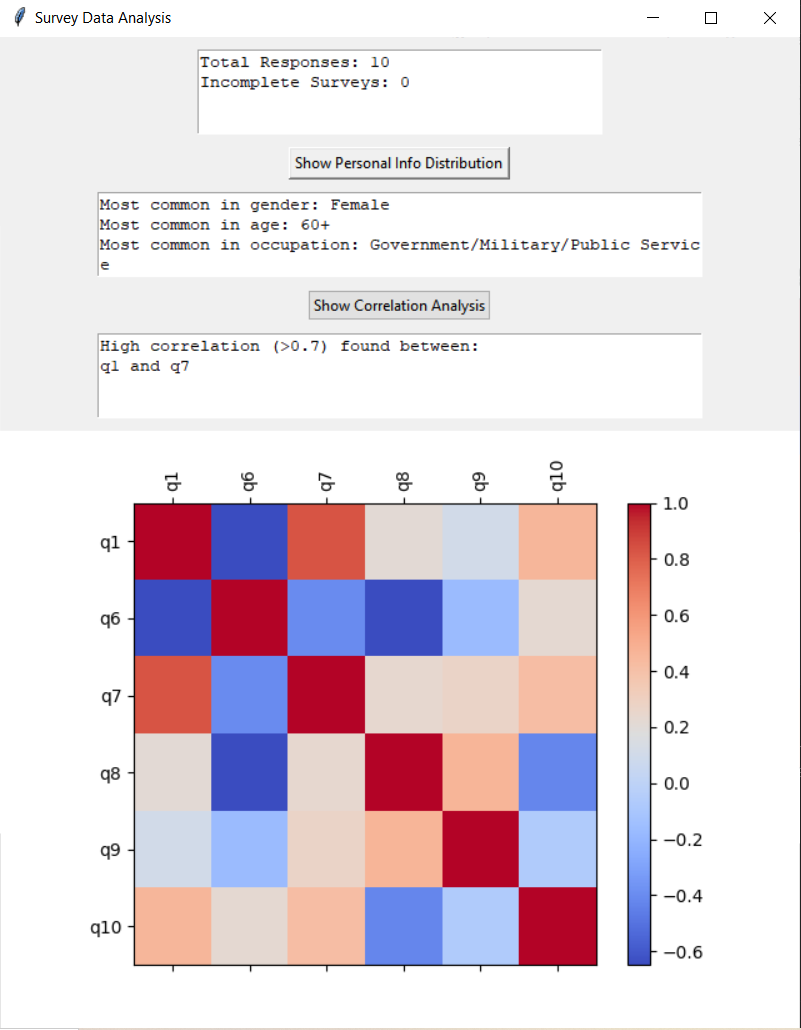 Survey Data Analysis
Total Responses: 10
Incomplete Surveys: 0
Show Personal Info Distribution
Most common in gender: Female
Most common in age: 60+
Most common in occupation: Government/Military/Public Servic
e
Show Correlation Analysis
High correlation (>0.7) found between:
q1 and q7
q1 q6 q7 q8 q9 q10
q1
q6
q7
q8
q9
q10
1.0
0.8
0.6
0.4
0.2
0.0
−0.2
−0.4
−0.6